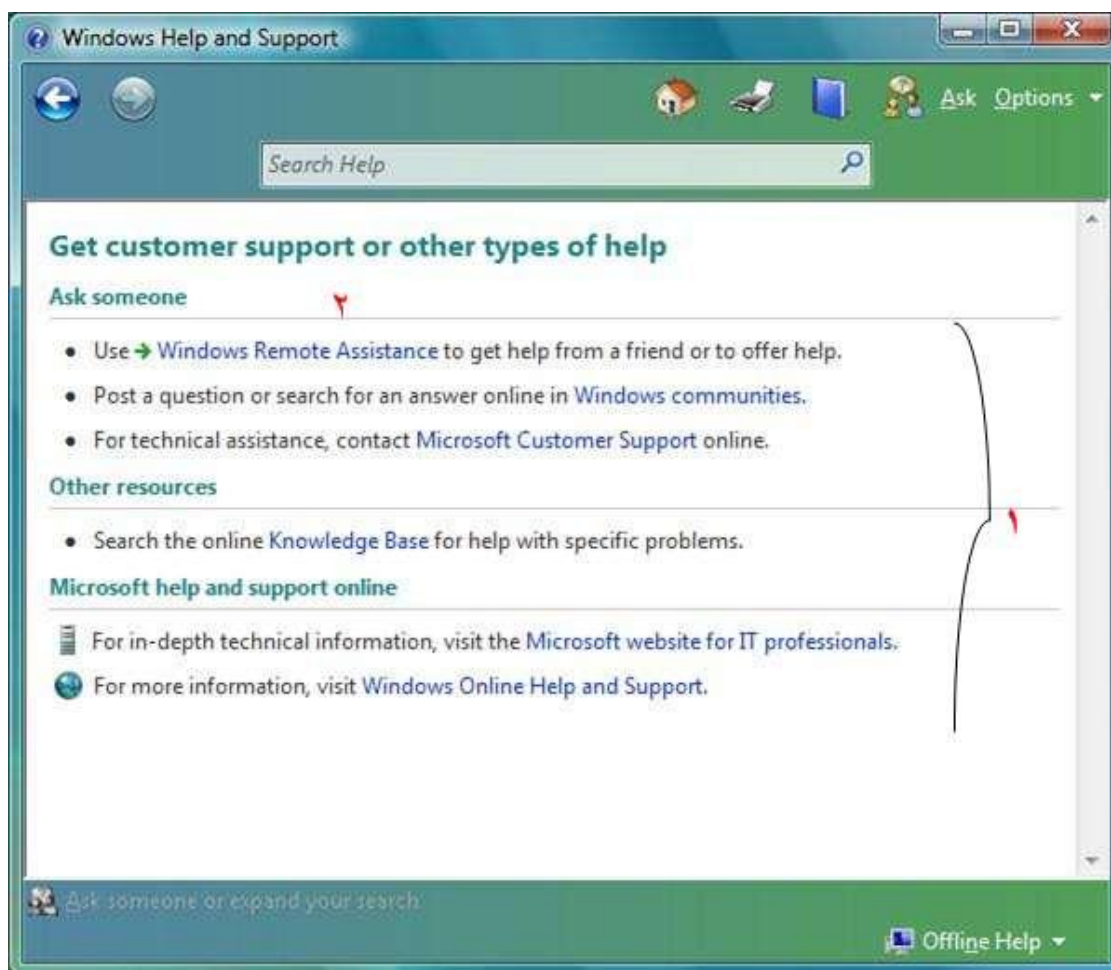 Windows Help and Support
Ask Options
Search Help
Get customer support or other types of help
Ask someone
٢
Use Windows Remote Assistance to get help from a friend or to offer help.
Post a question or search for an answer online in Windows communities.
For technical assistance, contact Microsoft Customer Support online.
Other resources
١
Search the online Knowledge Base for help with specific problems.
Microsoft help and support online
For in-depth technical information, visit the Microsoft website for IT professionals.
For more information, visit Windows Online Help and Support.
Ask someone or expand your search
Offline Help